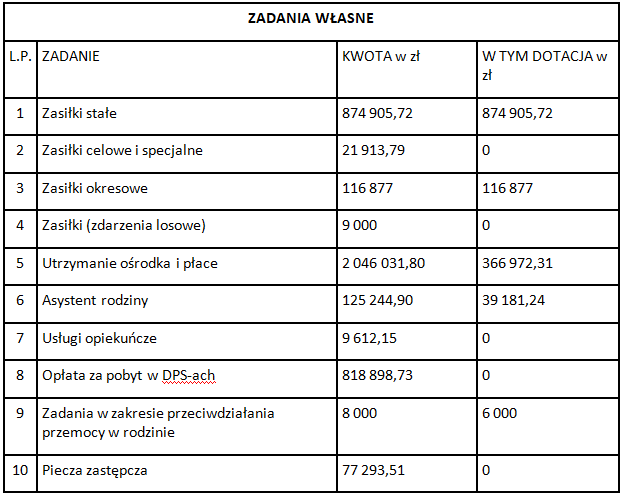 ZADANIA WŁASNE
L.P. ZADANIE KWOTA w zł W TYM DOTACJA w
zł
1 Zasiłki stałe 874 905,72 874 905,72
2 Zasiłki celowe i specjalne 21 913,79 0
3 Zasiłki okresowe 116 877 116 877
4 Zasiłki (zdarzenia losowe) 9 000 0
5 Utrzymanie ośrodka i płace 2 046 031,80 366 972,31
6 Asystent rodziny 125 244,90 39 181,24
7 Usługi opiekuńcze 9 612,15 0
8 Opłata za pobyt w DPS-ach 818 898,73 0
9 Zadania w zakresie przeciwdziałania 8 000 6 000
przemocy w rodzinie
10 Piecza zastępcza 77 293,51 0